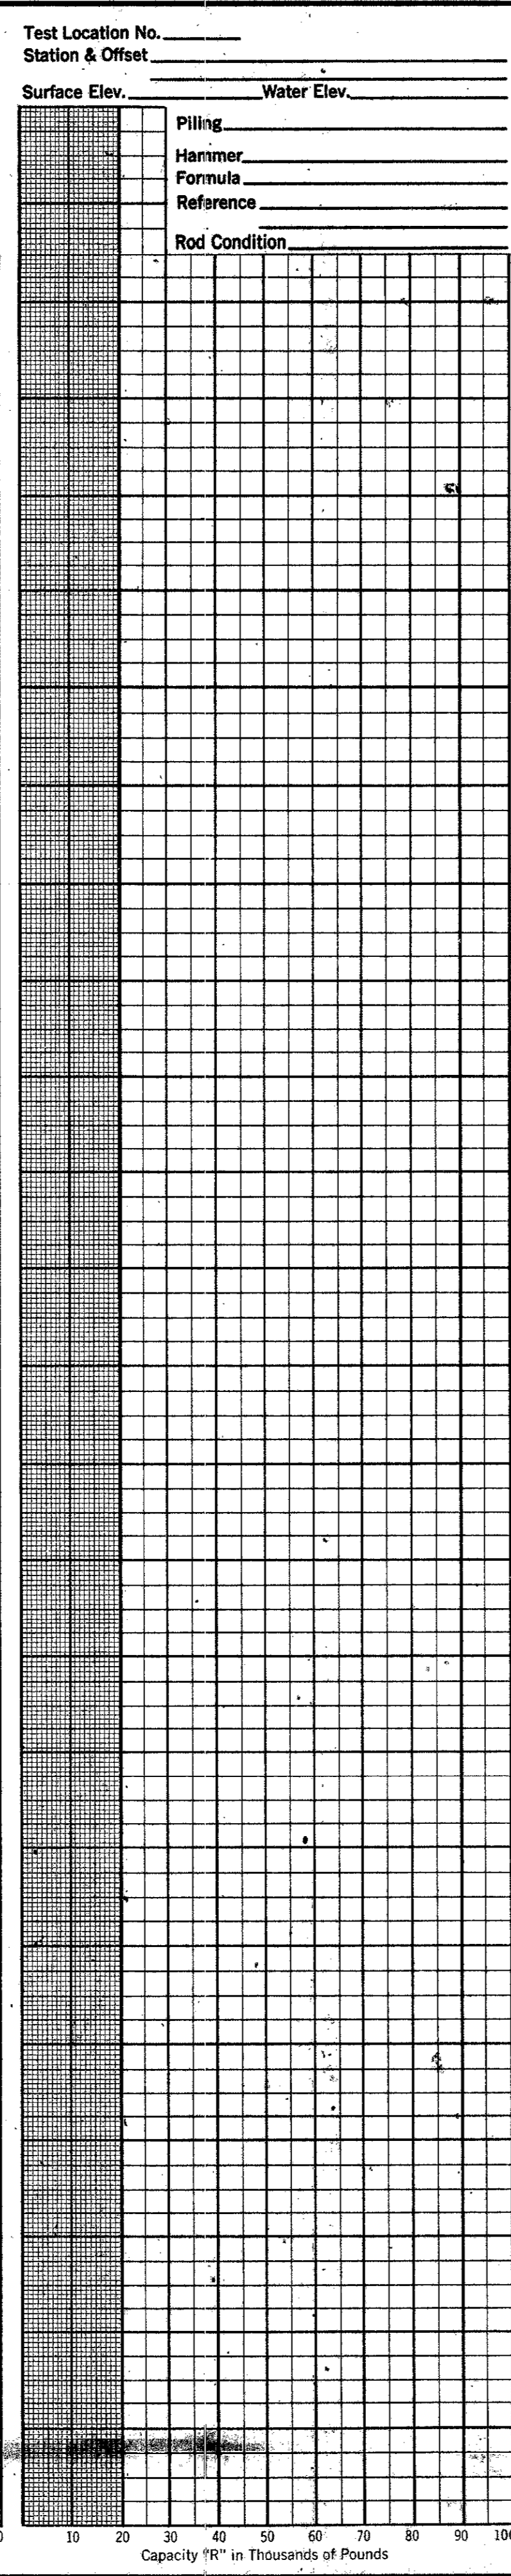 Test Location No.
Station & Offset
Surface Elev. Water Elev.
Piling
Hammer
Formula
Reference
Rod Condition
0 10 20 30 40 50 60 70 80 90 100
Capacity "R" in Thousands of Pounds